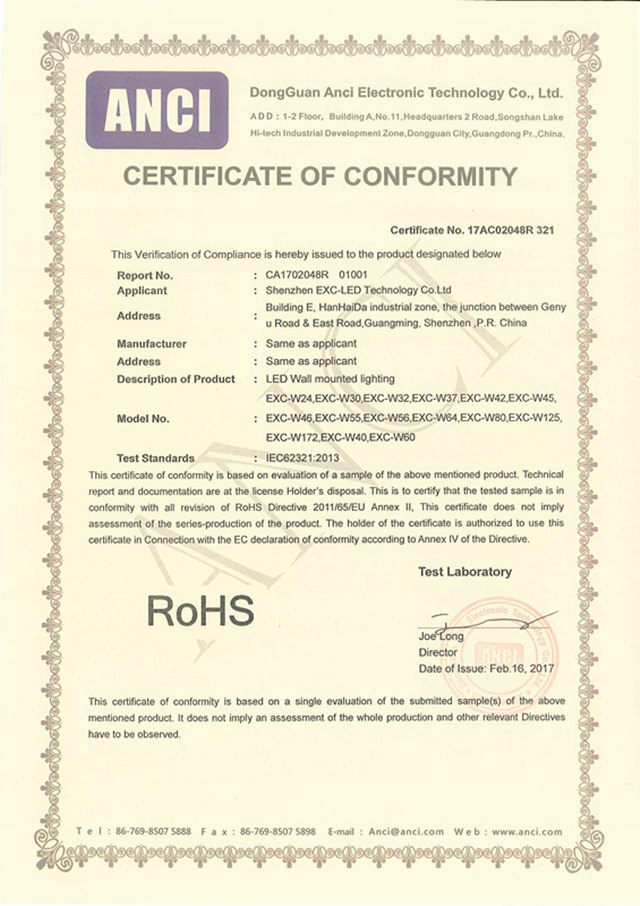 ANCI
DongGuan Anci Electronic Technology Co., Ltd.
ADD: 1-2 Floor, Building A,No.11,Headquarters 2 Road,Songshan Lake
Hi-tech Industrial Development Zone,Dongguan City,Guangdong Pr.,China.
CERTIFICATE OF CONFORMITY
Certificate No. 17AC02048R 321
This Verification of Compliance is hereby issued to the product designated below
Report No. : CA1702048R 01001
Applicant : Shenzhen EXC-LED Technology Co.Ltd
Address : Building E, HanHaiDa industrial zone, the junction between Geny
u Road & East Road,Guangming, Shenzhen ,P.R. China
Manufacturer : Same as applicant
Address : Same as applicant
Description of Product : LED Wall mounted lighting
Model No. : EXC-W24,EXC-W30,EXC-W32,EXC-W37,EXC-W42,EXC-W45,
EXC-W46,EXC-W55,EXC-W56,EXC-W64,EXC-W80,EXC-W125,
EXC-W172,EXC-W40,EXC-W60
Test Standards : IEC62321:2013
This certificate of conformity is based on evaluation of a sample of the above mentioned product. Technical
report and documentation are at the license Holder's disposal. This is to certify that the tested sample is in
conformity with all revision of RoHS Directive 2011/65/EU Annex II, This certificate does not imply
assessment of the series-production of the product. The holder of the certificate is authorized to use this
certificate in Connection with the EC declaration of conformity according to Annex IV of the Directive.
ANCI
Test Laboratory
RoHS
Electronic Technology Co
ANCI
Joe Long
Director
Date of Issue: Feb.16, 2017
This certificate of conformity is based on a single evaluation of the submitted sample(s) of the above
mentioned product. It does not imply an assessment of the whole production and other relevant Directives
have to be observed.
Tel: 86-769-8507 5888 Fax: 86-769-8507 5898 E-mail : Anci@anci.com Web : www.anci.com